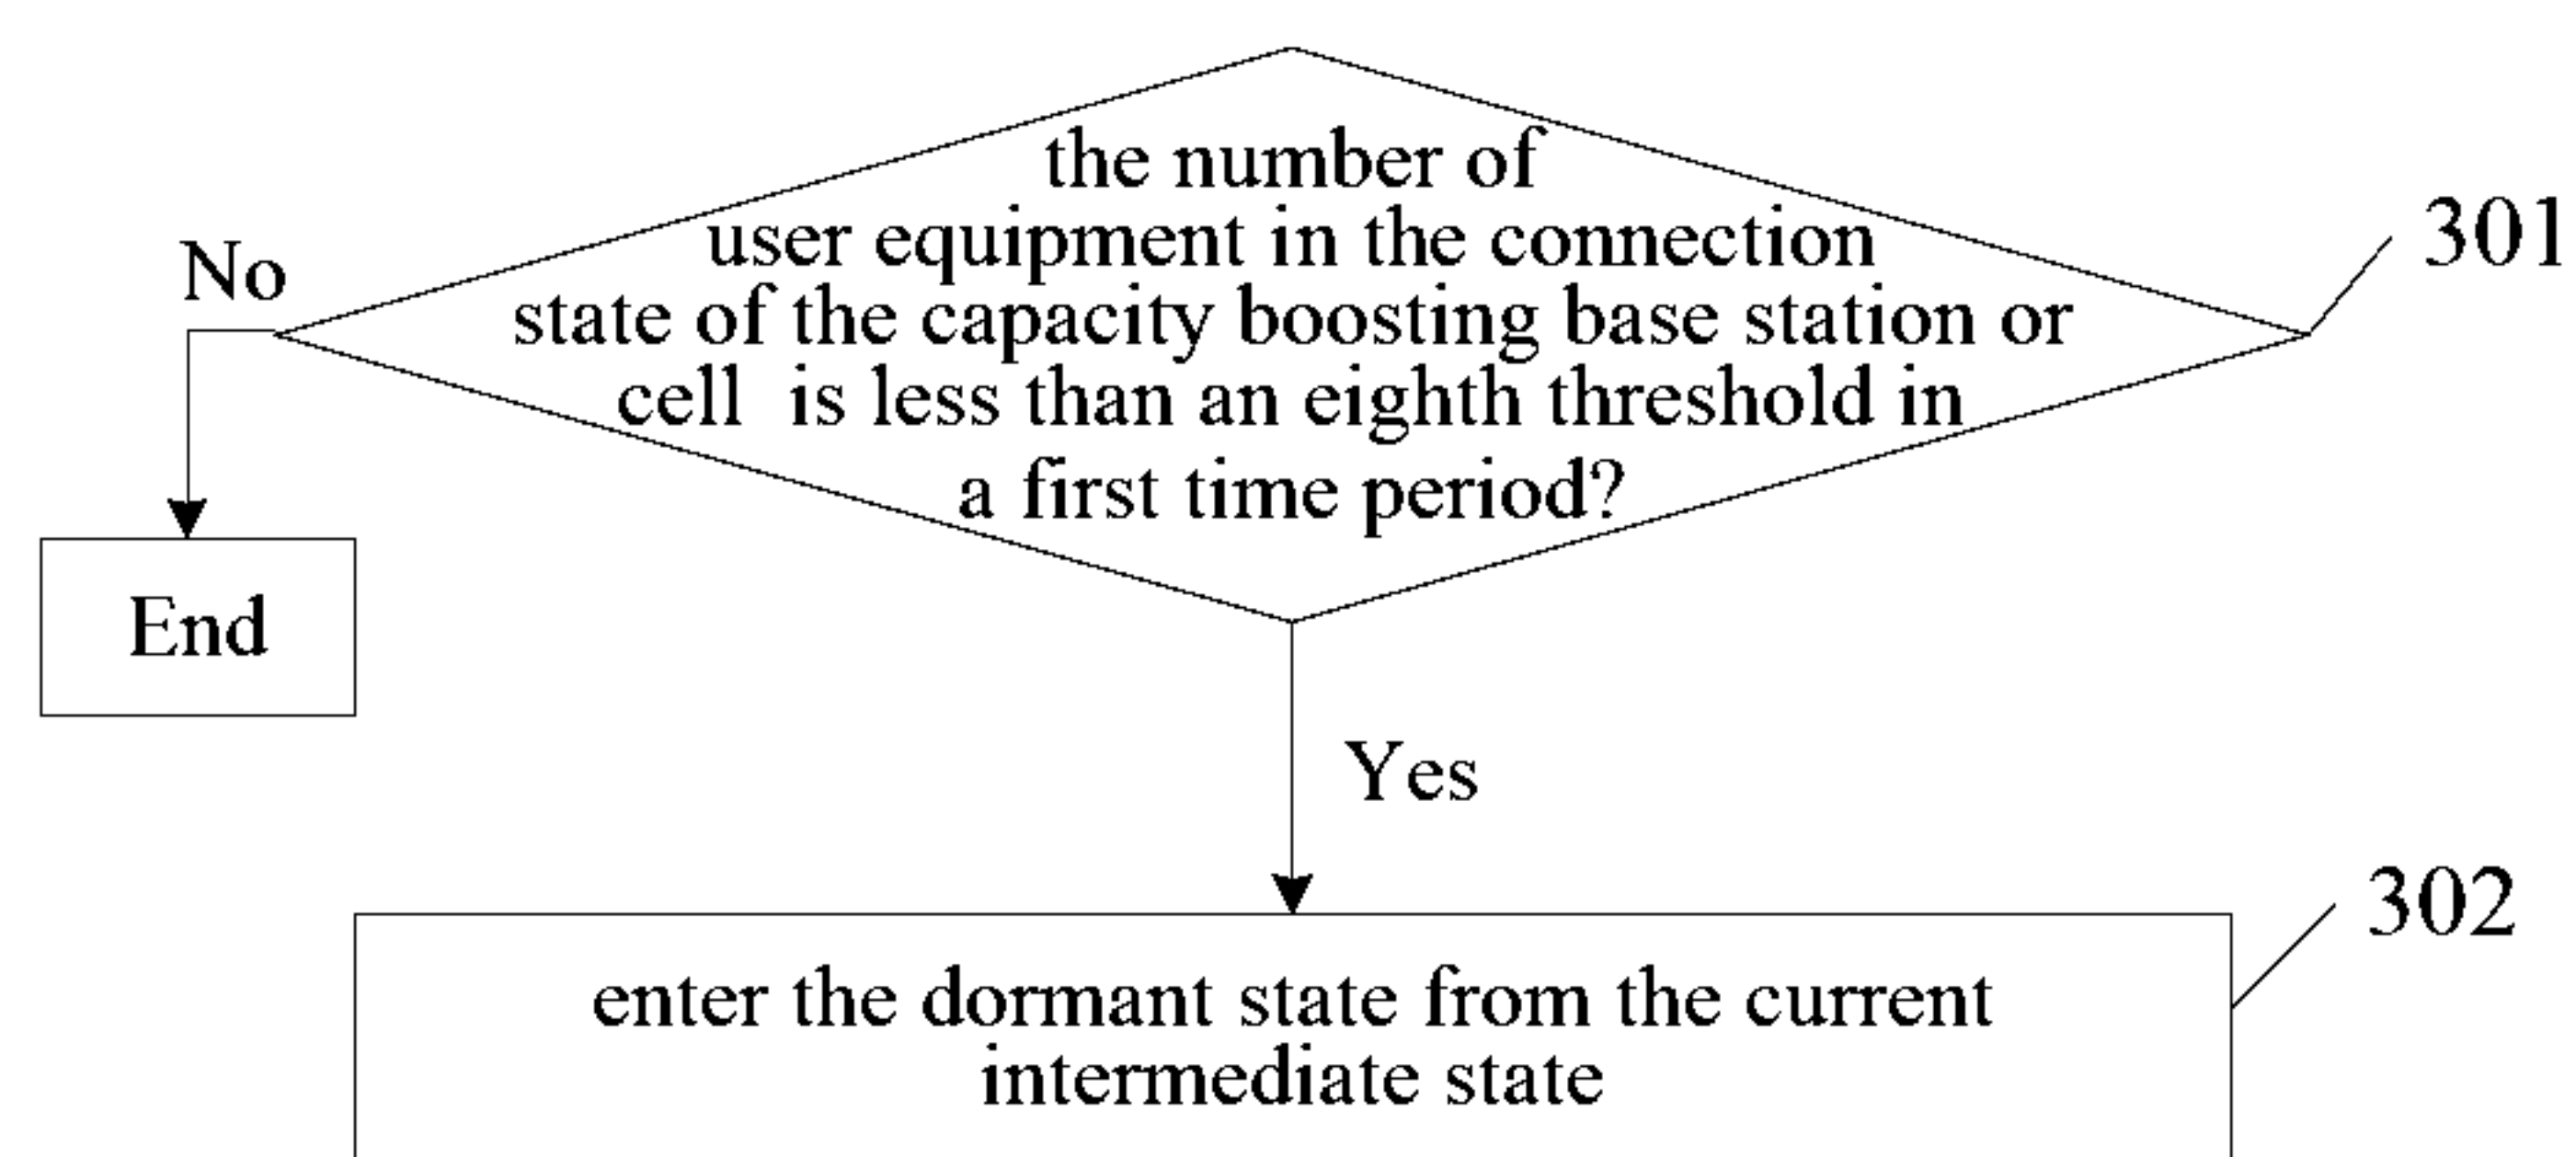 the number of
user equipment in the connection
state of the capacity boosting base station or
cell is less than an eighth threshold in
a first time period?
301
No
End
Yes
302
enter the dormant state from the current
intermediate state